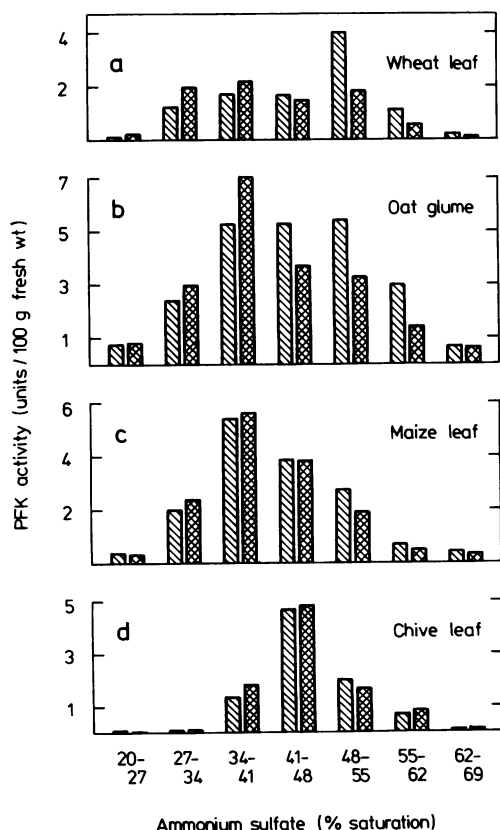 4
2
a
Wheat leaf
7
5
3
1
b
Oat glume
6
4
2
c
Maize leaf
5
3
1
d
Chive leaf
PFK activity (units / 100 g fresh wt)
20-27
27-34
34-41
41-48
48-55
55-62
62-69
Ammonium sulfate (% saturation)